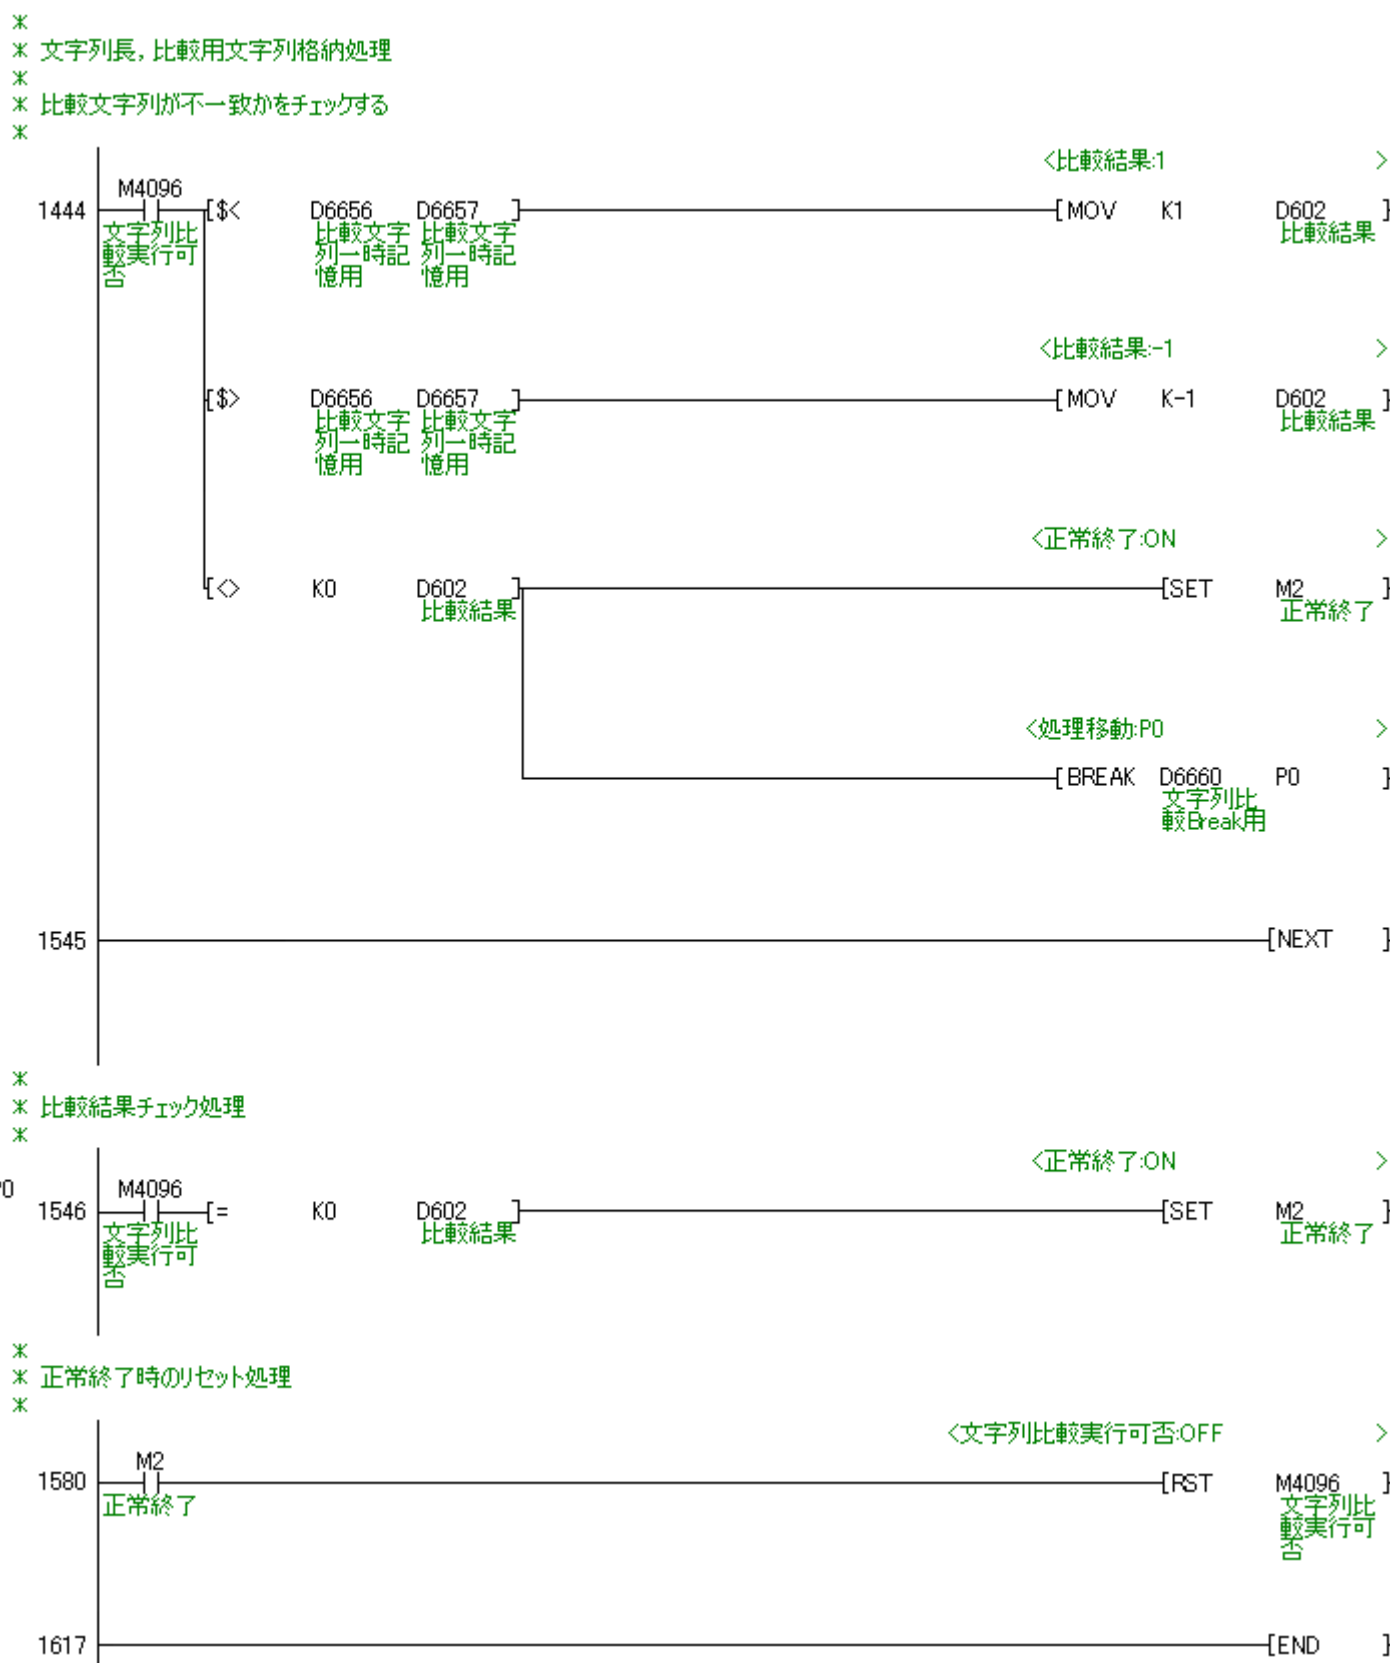 *
* 文字列長, 比較用文字列格納処理
*
* 比較文字列が不一致かをチェックする
*
<比較結果:1 >
M4096
1444 [$< D6656 D6657 ] [MOV K1 D602 ]
文字列比 比較文字 比較文字 比較結果
較実行可 列一時記 列一時記
否 憶用 憶用
<比較結果:-1 >
[$> D6656 D6657 ] [MOV K-1 D602 ]
比較文字 比較文字 比較結果
列一時記 列一時記
憶用 憶用
<正常終了:ON >
[<> K0 D602 ] [SET M2 ]
比較結果 正常終了
<処理移動:P0 >
[BREAK D6660 P0 ]
文字列比
較Break用
1545 [NEXT ]
*
* 比較結果チェック処理
*
<正常終了:ON >
M4096
1546 [= K0 D602 ] [SET M2 ]
文字列比 比較結果 正常終了
較実行可
否
*
* 正常終了時のリセット処理
*
<文字列比較実行可否:OFF >
M2
1580 [RST M4096 ]
正常終了 文字列比
較実行可
否
1617 [END ]